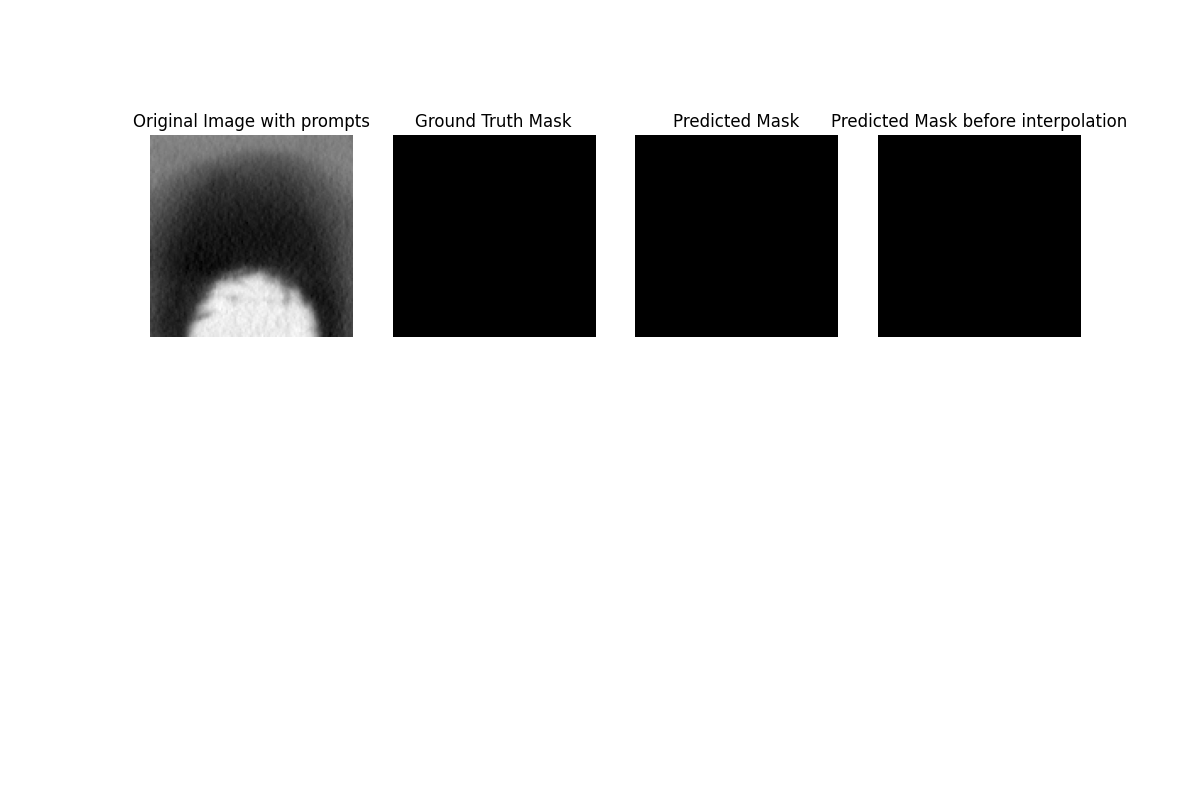 Original Image with prompts
Ground Truth Mask
Predicted Mask
Predicted Mask before interpolation